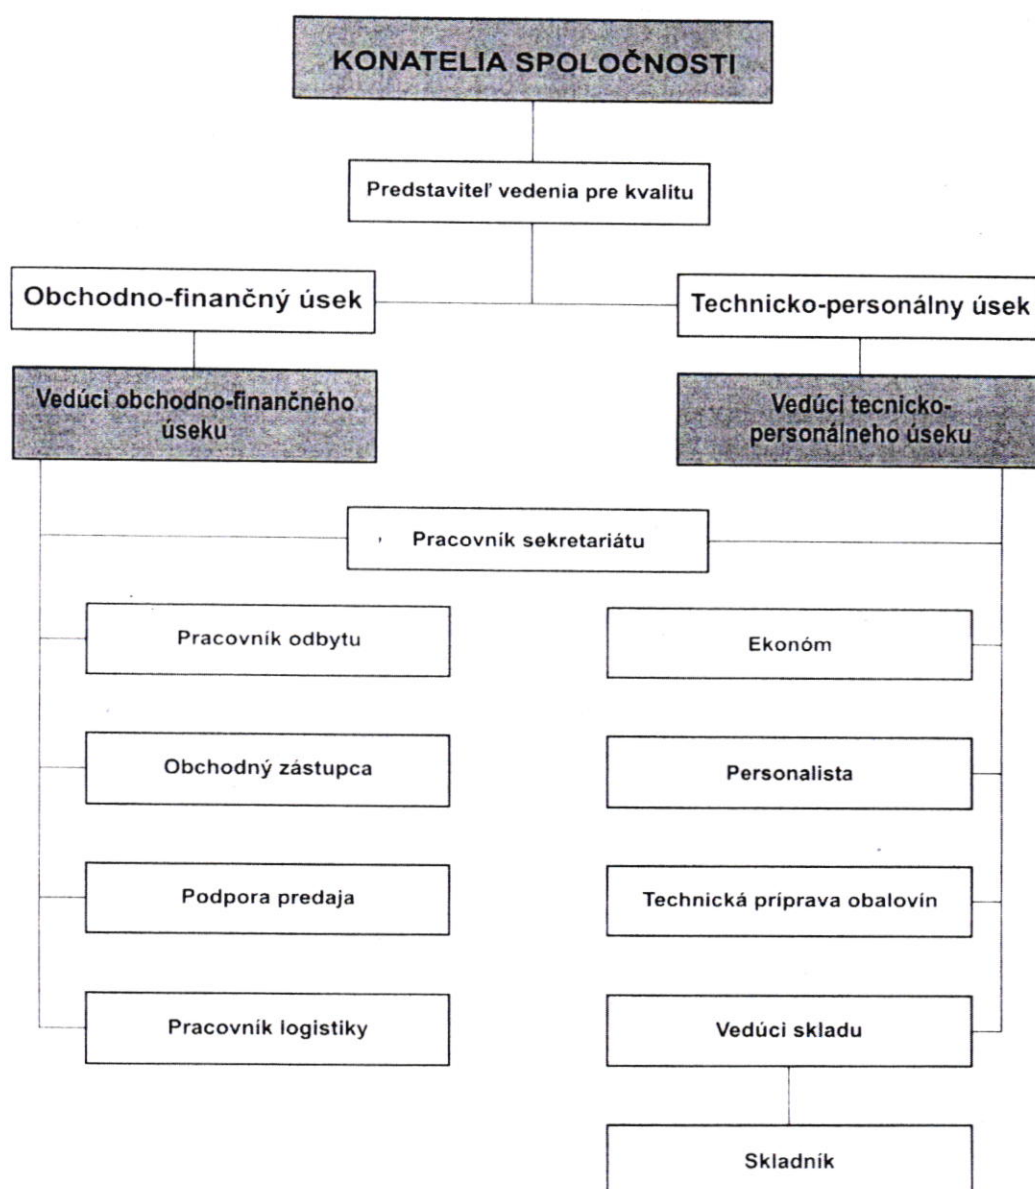 KONATELIA SPOLOČNOSTI
Predstaviteľ vedenia pre kvalitu
Obchodno-finančný úsek
Technicko-personálny úsek
Vedúci obchodno-finančného
úseku
Vedúci tecnicko-
personálneho úseku
Pracovník sekretariátu
Pracovník odbytu
Ekonóm
Obchodný zástupca
Personalista
Podpora predaja
Technická príprava obalovín
Pracovník logistiky
Vedúci skladu
Skladník